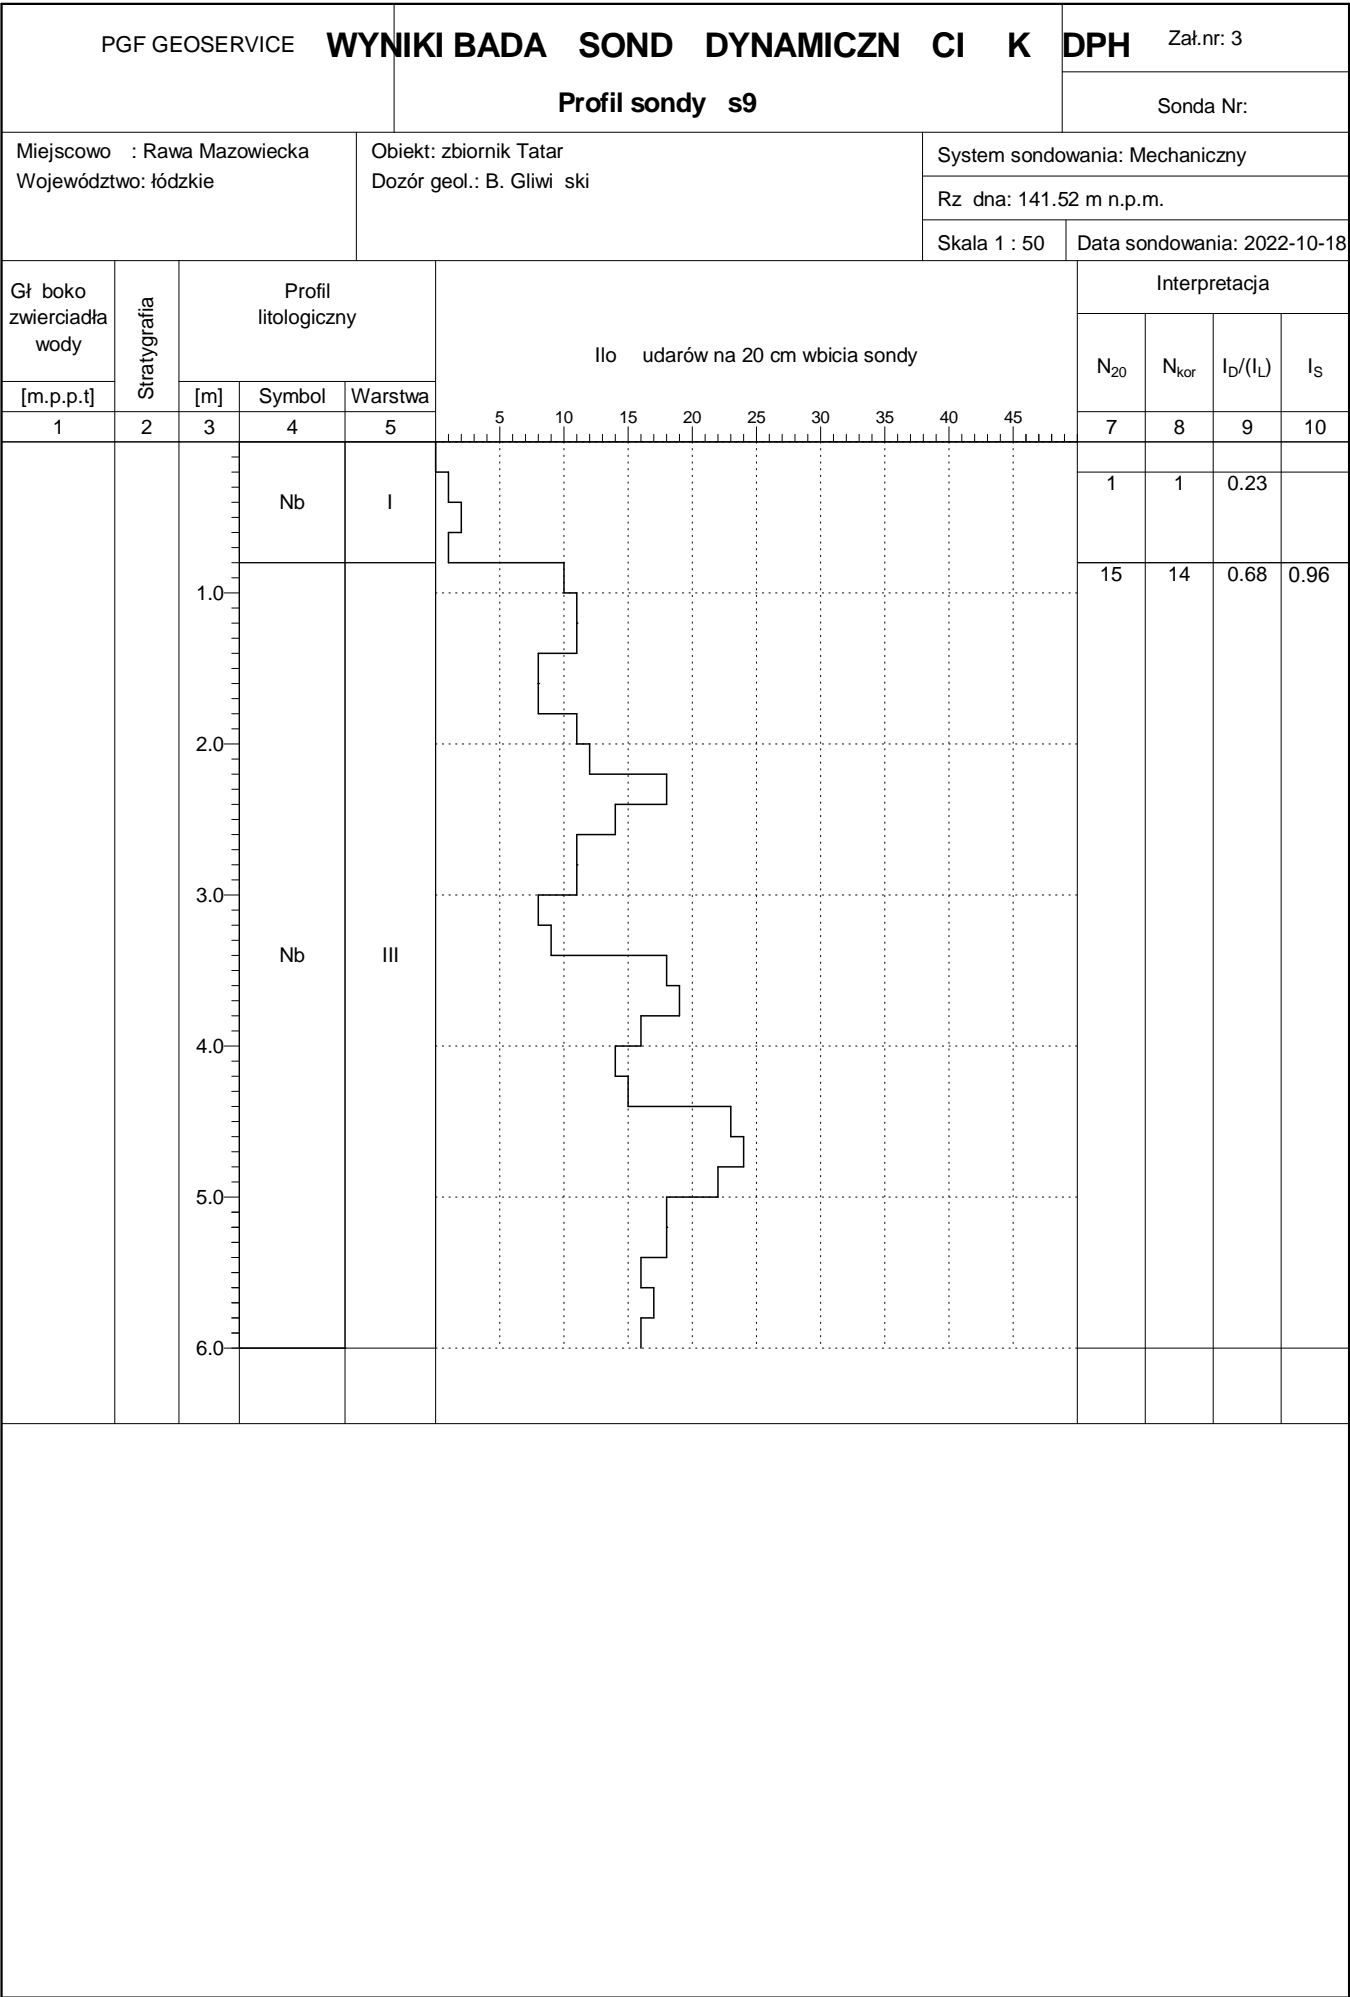 PGF GEOSERVICE
WYNIKI BADA SOND DYNAMICZN CI K DPH
Zał.nr: 3
Profil sondy s9
Sonda Nr:
Miejscowo : Rawa Mazowiecka
Województwo: łódzkie
Obiekt: zbiornik Tatar
Dozór geol.: B. Gliwi ski
System sondowania: Mechaniczny
Rz dna: 141.52 m n.p.m.
Skala 1 : 50
Data sondowania: 2022-10-18
Gł boko
zwierciadła
wody
[m.p.p.t]
Stratygrafia
Profil
litologiczny
[m] Symbol Warstwa
Ilo udarów na 20 cm wbicia sondy
Interpretacja
N20 Nkor ID/(IL) IS
5 10 15 20 25 30 35 40 45
1 2 3 4 5 7 8 9 10
Nb I
1 1 0.23
15 14 0.68 0.96
1.0
2.0
3.0
Nb III
4.0
5.0
6.0